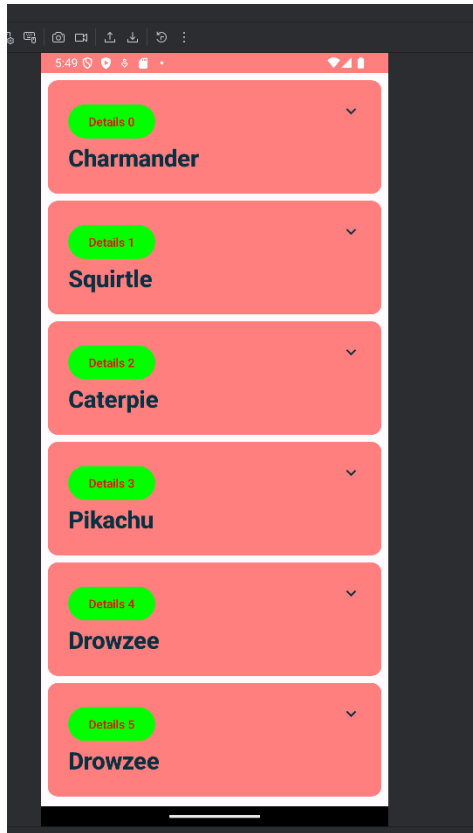 5:49
Details 0
Charmander
Details 1
Squirtle
Details 2
Caterpie
Details 3
Pikachu
Details 4
Drowzee
Details 5
Drowzee